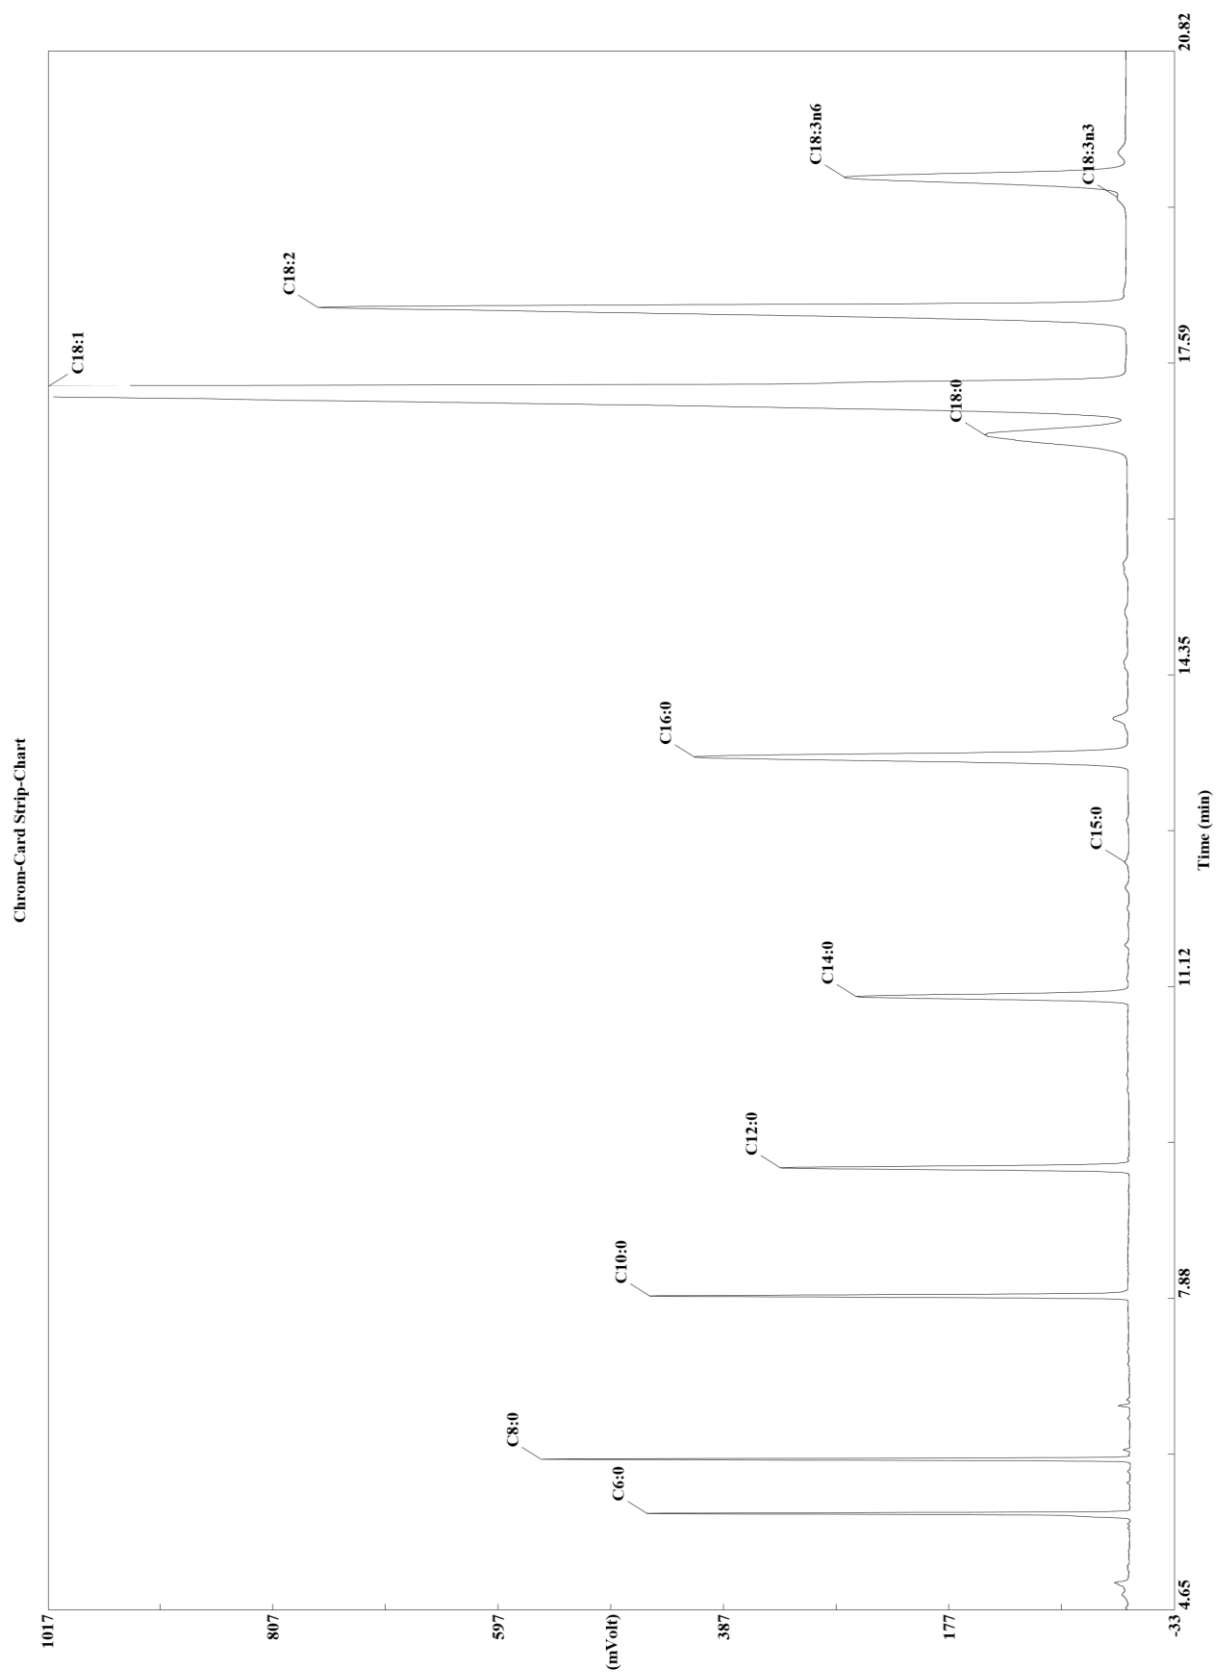 Chrom-Card Strip-Chart
1017
807
597
(mVolt)
387
177
-33
C6:0
C8:0
C10:0
C12:0
C14:0
C15:0
C16:0
C18:0
C18:1
C18:2
C18:3n3
C18:3n6
4.65
7.88
11.12
14.35
17.59
20.82
Time (min)